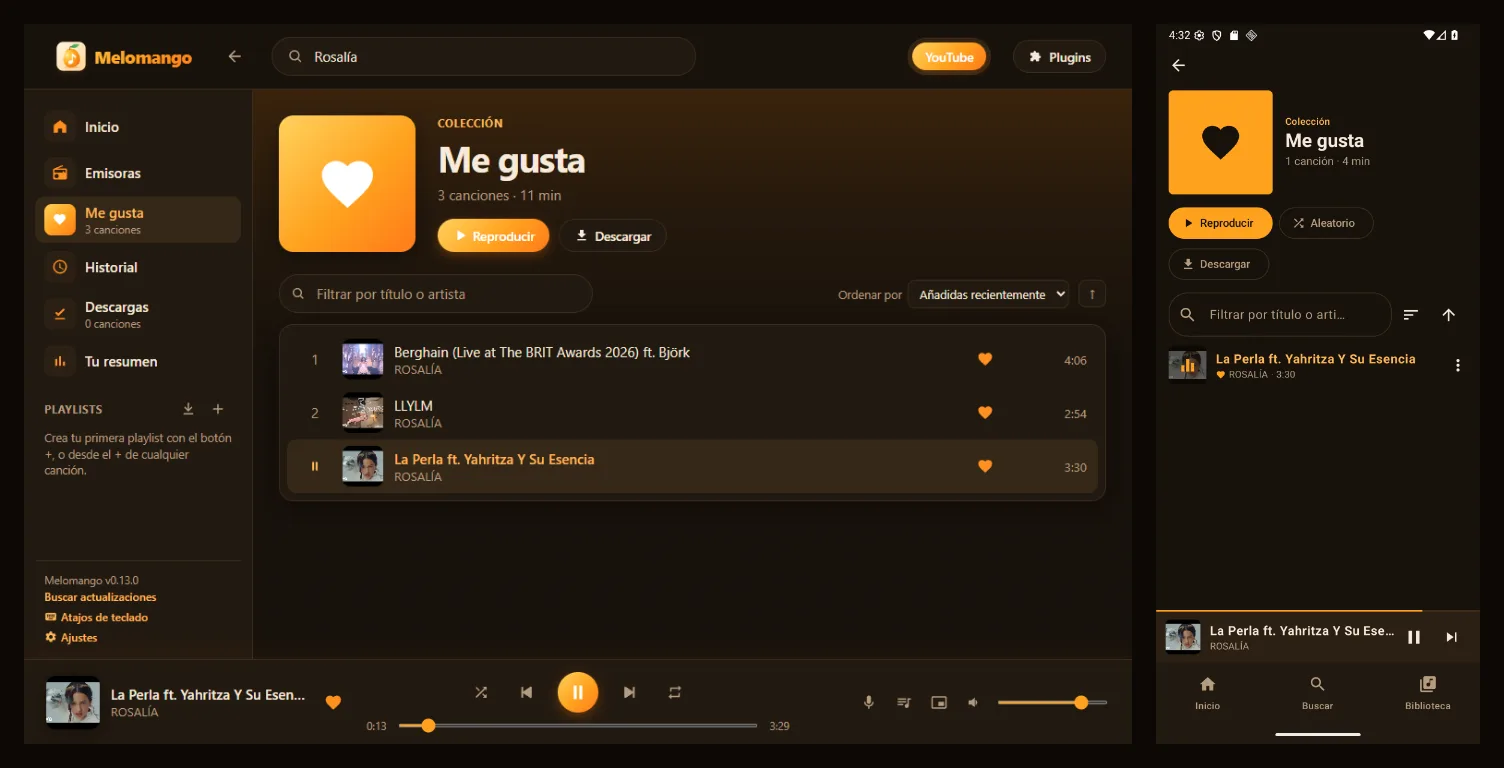 Melomango
Rosalía
YouTube
Plugins
Inicio
Emisoras
Me gusta
3 canciones
Historial
Descargas
0 canciones
Tu resumen
PLAYLISTS
Crea tu primera playlist con el botón
+, o desde el + de cualquier
canción.
Melomango v0.13.0
Buscar actualizaciones
Atajos de teclado
Ajustes
COLECCIÓN
Me gusta
3 canciones · 11 min
Reproducir
Descargar
Filtrar por título o artista
Ordenar por
Añadidas recientemente
1
Berghain (Live at The BRIT Awards 2026) ft. Björk
ROSALÍA
4:06
2
LLYLM
ROSALÍA
2:54
La Perla ft. Yahritza Y Su Esencia
ROSALÍA
3:30
La Perla ft. Yahritza Y Su Esen...
ROSALÍA
0:13
3:29
4:32
Colección
Me gusta
1 canción · 4 min
Reproducir
Aleatorio
Descargar
Filtrar por título o arti...
La Perla ft. Yahritza Y Su Esencia
ROSALÍA · 3:30
La Perla ft. Yahritza Y Su Ese...
ROSALÍA
Inicio
Buscar
Biblioteca